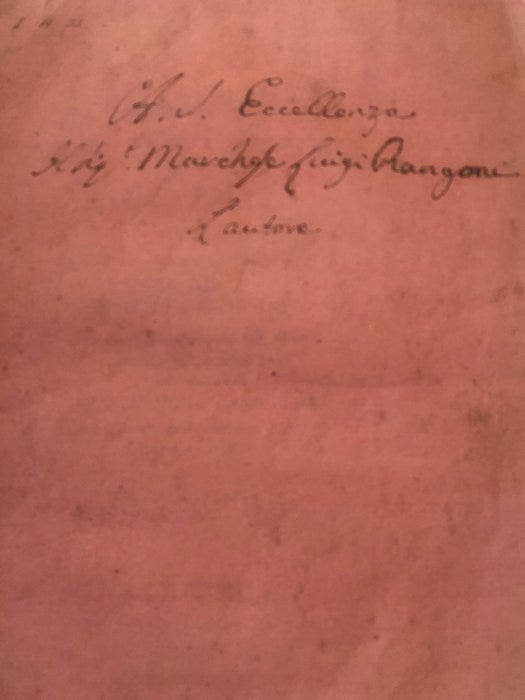 A. S. Eccellenza
Il Sig.r Marchese Luigi Rangoni
L'autore